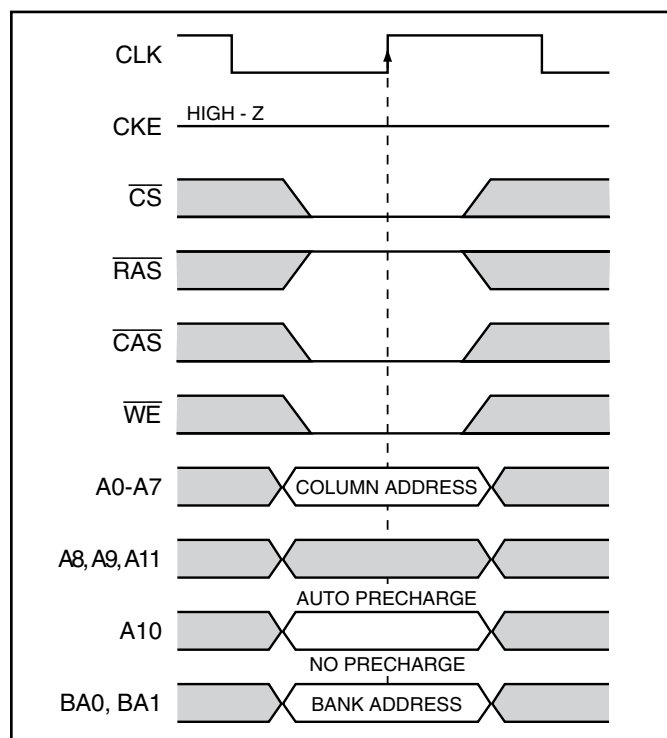 CLK
HIGH - Z
CKE
CS
RAS
CAS
WE
A0-A7
COLUMN ADDRESS
A8, A9, A11
AUTO PRECHARGE
A10
NO PRECHARGE
BA0, BA1
BANK ADDRESS